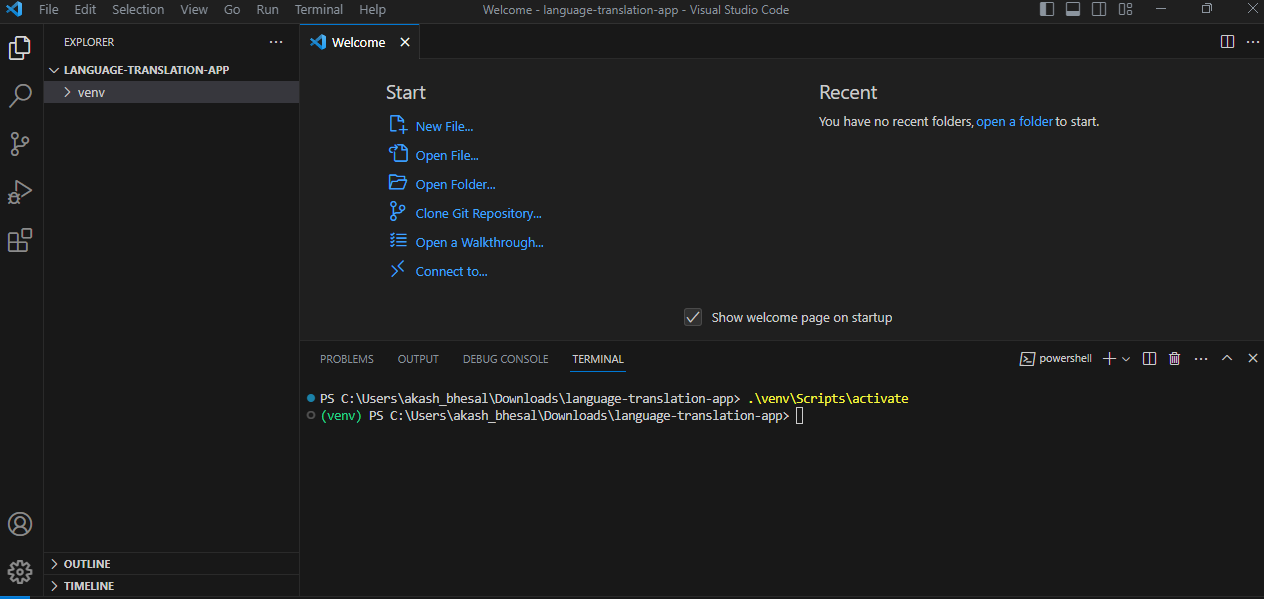 File Edit Selection View Go Run Terminal Help
Welcome - language-translation-app - Visual Studio Code
EXPLORER
LANGUAGE-TRANSLATION-APP
venv
OUTLINE
TIMELINE
Welcome
Start
New File...
Open File...
Open Folder...
Clone Git Repository...
Open a Walkthrough...
Connect to...
Recent
You have no recent folders, open a folder to start.
Show welcome page on startup
PROBLEMS OUTPUT DEBUG CONSOLE TERMINAL
powershell
PS C:\Users\akash_bhesal\Downloads\language-translation-app> .\venv\Scripts\activate
(venv) PS C:\Users\akash_bhesal\Downloads\language-translation-app>